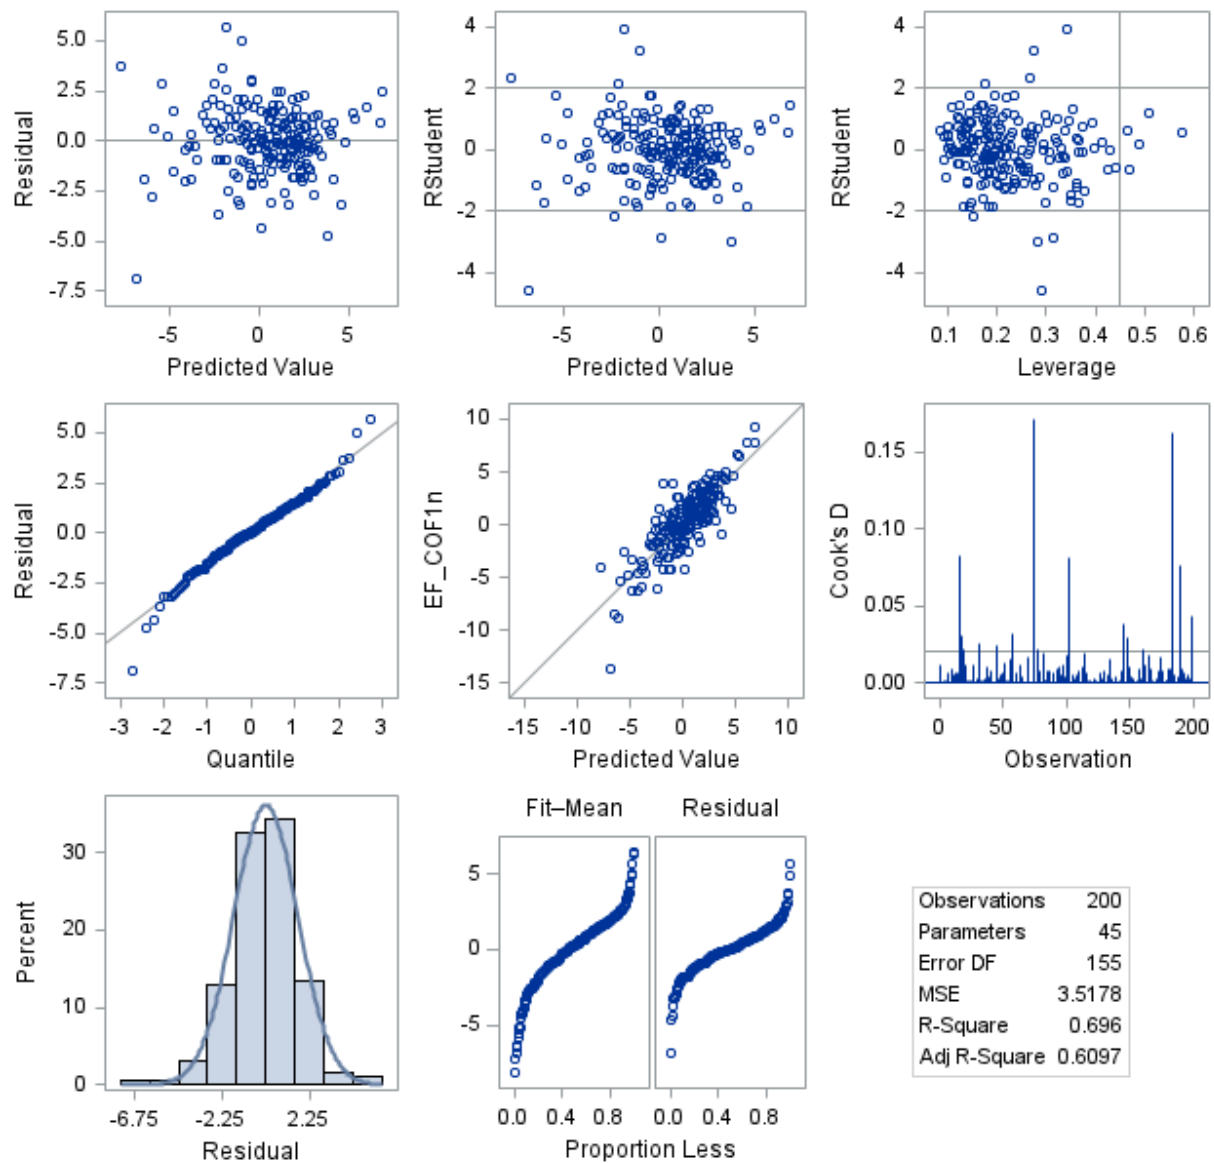 5.0
2.5
0.0
-2.5
-5.0
-7.5
Residual
-5 0 5
Predicted Value
4
2
0
-2
-4
RStudent
-5 0 5
Predicted Value
4
2
0
-2
-4
RStudent
0.1 0.2 0.3 0.4 0.5 0.6
Leverage
5.0
2.5
0.0
-2.5
-5.0
-7.5
Residual
-3 -2 -1 0 1 2 3
Quantile
10
5
0
-5
-10
-15
EF_COF1n
-15 -10 -5 0 5 10
Predicted Value
0.15
0.10
0.05
0.00
Cook's D
0 50 100 150 200
Observation
30
20
10
0
Percent
-6.75 -2.25 2.25
Residual
Fit–Mean Residual
5
0
-5
0.0 0.4 0.8 0.0 0.4 0.8
Proportion Less
Observations 200
Parameters 45
Error DF 155
MSE 3.5178
R-Square 0.696
Adj R-Square 0.6097